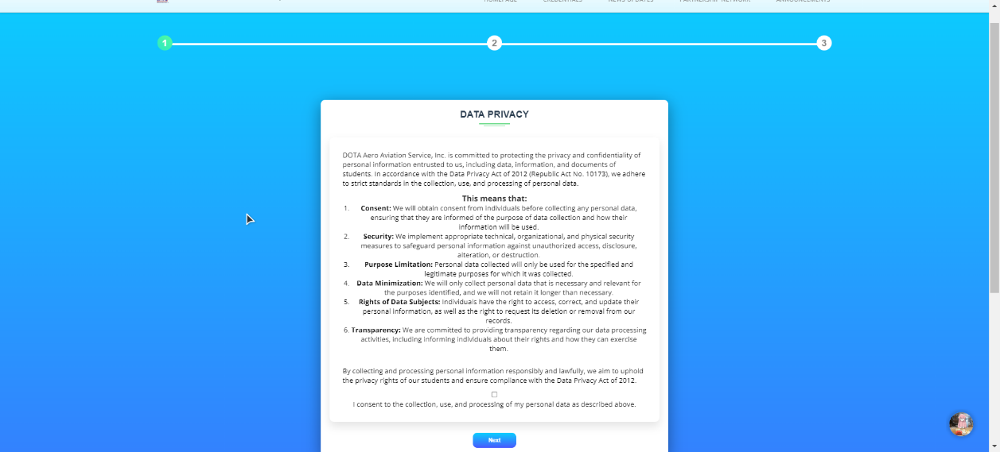 HOMEPAGE CREDENTIALS NEWS UPDATES PARTNERSHIP NETWORK ANNOUNCEMENTS
1 2 3
DATA PRIVACY
DOTA Aero Aviation Service, Inc. is committed to protecting the privacy and confidentiality of
personal information entrusted to us, including data, information, and documents of
students. In accordance with the Data Privacy Act of 2012 (Republic Act No. 10173), we adhere
to strict standards in the collection, use, and processing of personal data.
This means that:
1. Consent: We will obtain consent from individuals before collecting any personal data,
ensuring that they are informed of the purpose of data collection and how their
information will be used.
2. Security: We implement appropriate technical, organizational, and physical security
measures to safeguard personal information against unauthorized access, disclosure,
alteration, or destruction.
3. Purpose Limitation: Personal data collected will only be used for the specified and
legitimate purposes for which it was collected.
4. Data Minimization: We will only collect personal data that is necessary and relevant for
the purposes identified, and we will not retain it longer than necessary.
5. Rights of Data Subjects: Individuals have the right to access, correct, and update their
personal information, as well as the right to request its deletion or removal from our
records.
6. Transparency: We are committed to providing transparency regarding our data processing
activities, including informing individuals about their rights and how they can exercise
them.
By collecting and processing personal information responsibly and lawfully, we aim to uphold
the privacy rights of our students and ensure compliance with the Data Privacy Act of 2012.
I consent to the collection, use, and processing of my personal data as described above.
Next